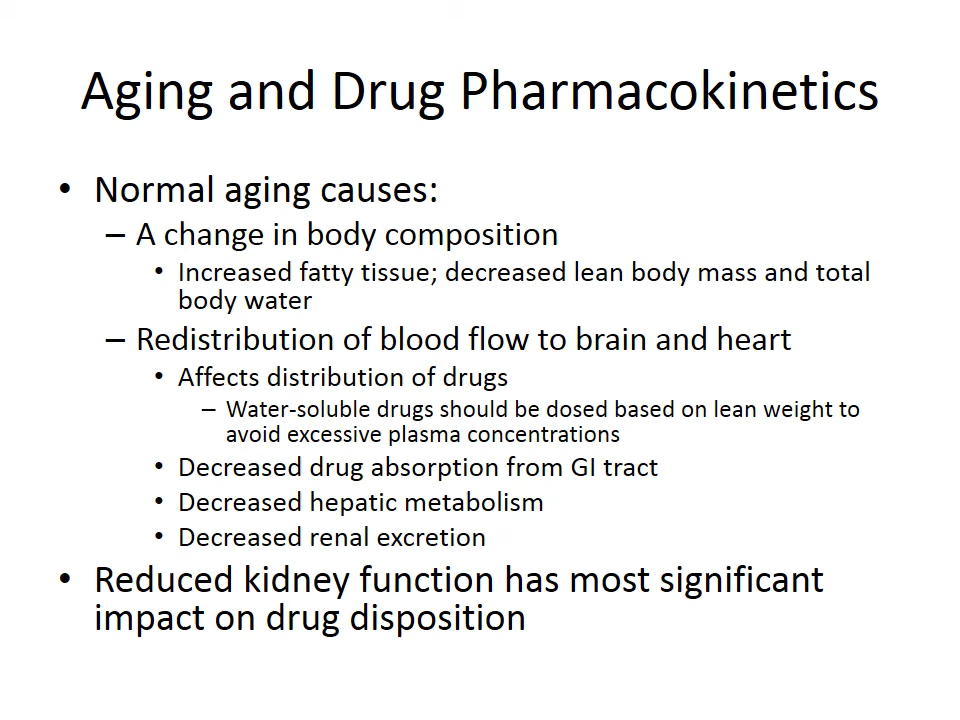 Aging and Drug Pharmacokinetics
• Normal aging causes:
– A change in body composition
• Increased fatty tissue; decreased lean body mass and total
body water
– Redistribution of blood flow to brain and heart
• Affects distribution of drugs
– Water-soluble drugs should be dosed based on lean weight to
avoid excessive plasma concentrations
• Decreased drug absorption from GI tract
• Decreased hepatic metabolism
• Decreased renal excretion
• Reduced kidney function has most significant
impact on drug disposition